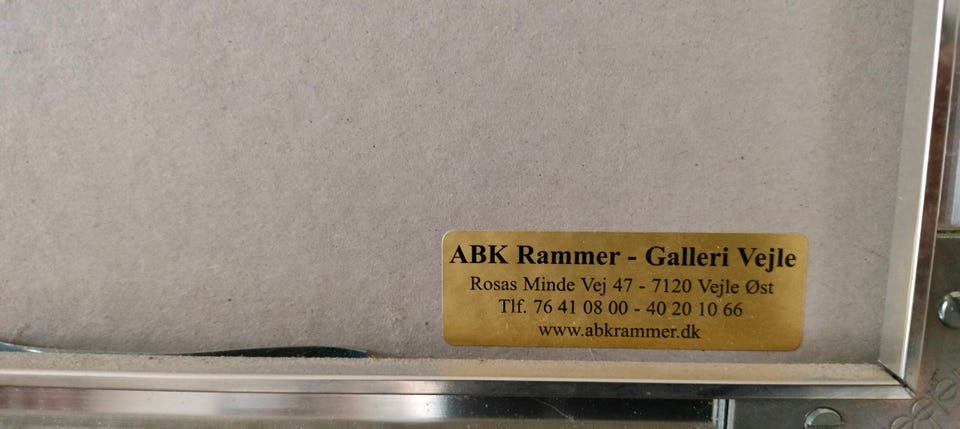 ABK Rammer - Galleri Vejle
Rosas Minde Vej 47 - 7120 Vejle Øst
Tlf. 76 41 08 00 - 40 20 10 66
www.abkrammer.dk